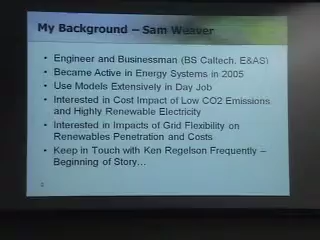 My Background – Sam Weaver
• Engineer and Businessman (BS Caltech. E&AS)
• Became Active in Energy Systems in 2005
• Use Models Extensively in Day Job
• Interested in Cost Impact of Low CO2 Emissions
and Highly Renewable Electricity
• Interested in Impacts of Grid Flexibility on
Renewables Penetration and Costs
• Keep in Touch with Ken Regelson Frequently –
Beginning of Story…
2